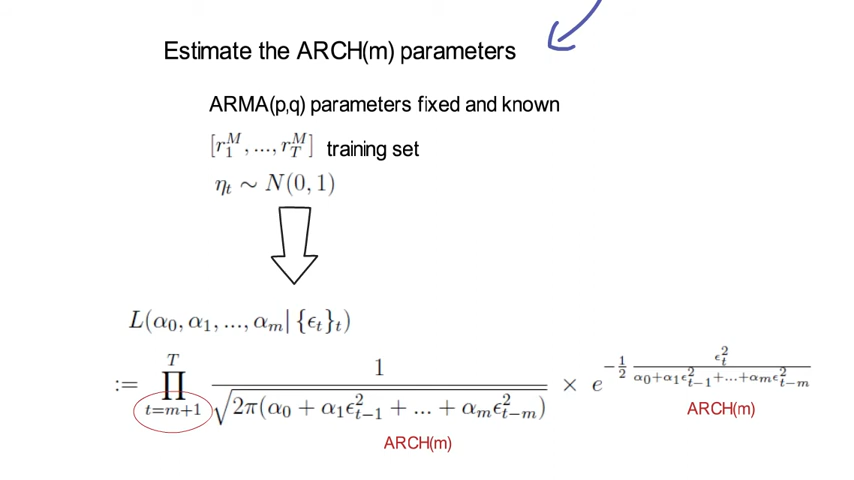 Estimate the ARCH(m) parameters
ARMA(p,q) parameters fixed and known
[r_1^M, ..., r_T^M] training set
η_t ∼ N(0, 1)
L(α_0, α_1, ..., α_m | {ϵ_t}_t)
:= ∏_{t=m+1}^{T} 1 / √(2π(α_0 + α_1ϵ_{t−1}^2 + ... + α_mϵ_{t−m}^2)) × e^{−1/2 ϵ_t^2 / (α_0+α_1ϵ_{t−1}^2+...+α_mϵ_{t−m}^2)}
ARCH(m)
ARCH(m)